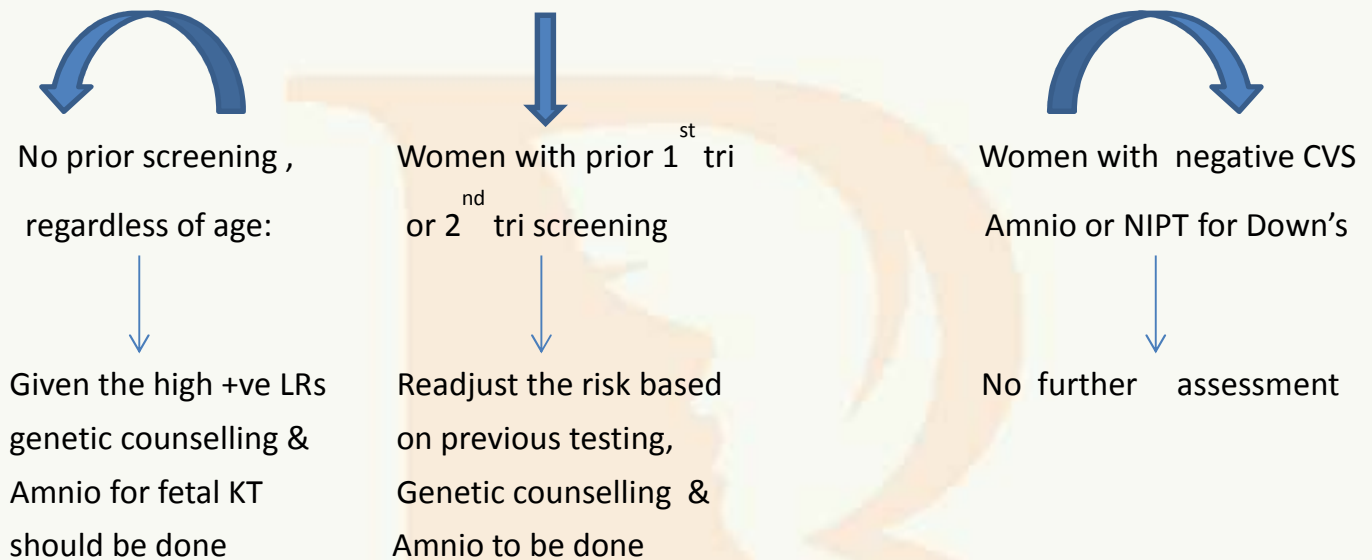 No prior screening ,
regardless of age:
Given the high +ve LRs
genetic counselling &
Amnio for fetal KT
should be done
Women with prior 1st tri
or 2nd tri screening
Readjust the risk based
on previous testing,
Genetic counselling &
Amnio to be done
Women with negative CVS
Amnio or NIPT for Down's
No further assessment